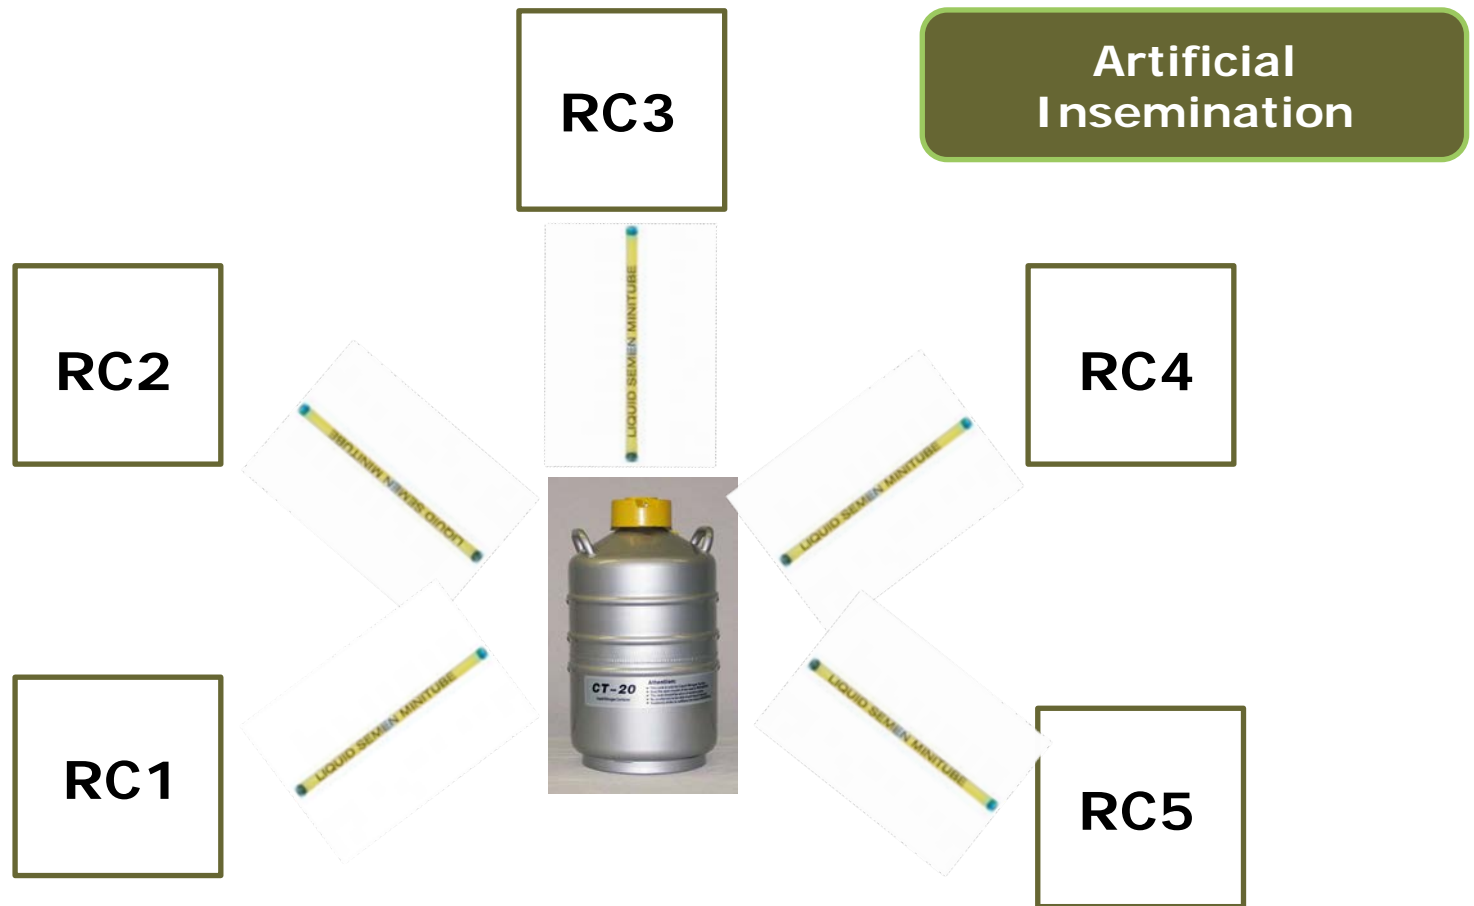 RC3
Artificial
Insemination
RC2
RC4
LIQUID SEMEN MINITUBE
LIQUID SEMEN MINITUBE
LIQUID SEMEN MINITUBE
CT-20
Attention:
LIQUID SEMEN MINITUBE
LIQUID SEMEN MINITUBE
RC1
RC5